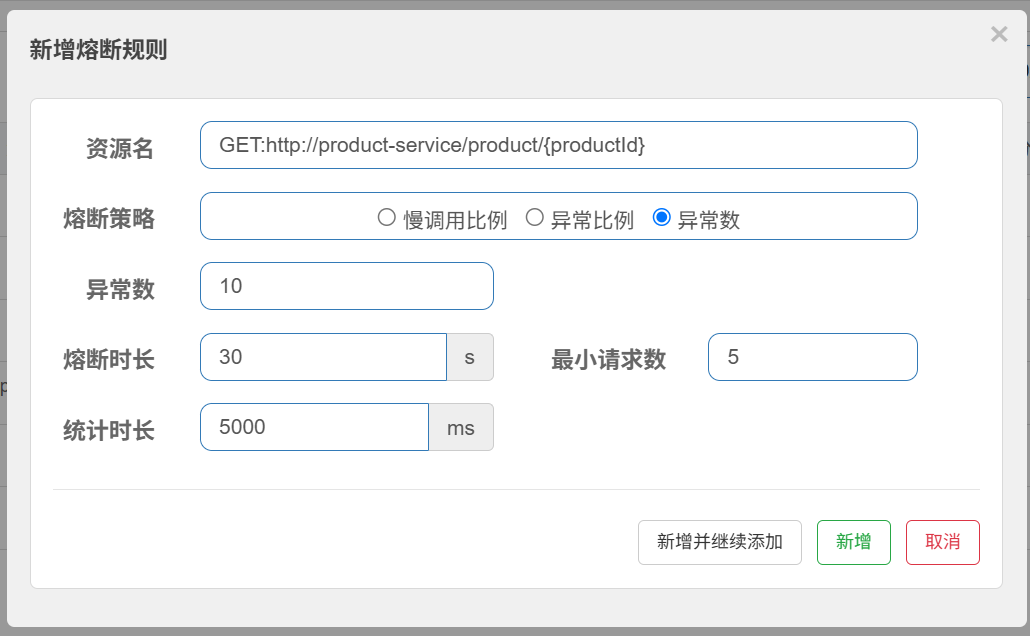 新增熔断规则 ×
资源名 GET:http://product-service/product/{productId}
熔断策略 慢调用比例 异常比例 异常数
异常数 10
熔断时长 30 s 最小请求数 5
统计时长 5000 ms
新增并继续添加 新增 取消